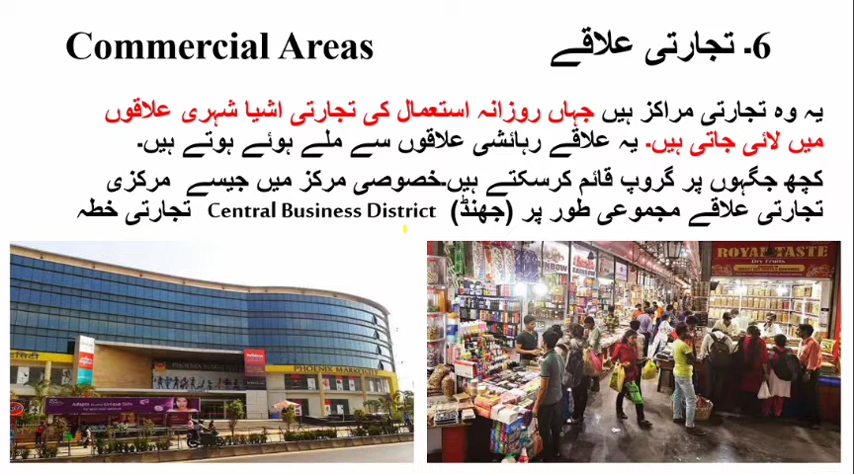 Commercial Areas
6۔ تجارتی علاقے
یہ وہ تجارتی مراکز ہیں جہاں روزانہ استعمال کی تجارتی اشیا شہری علاقوں
میں لائی جاتی ہیں۔ یہ علاقے رہائشی علاقوں سے ملے ہوئے ہوتے ہیں۔
کچھ جگہوں پر گروپ قائم کرسکتے ہیں۔خصوصی مرکز میں جیسے مرکزی
تجارتی علاقے مجموعی طور پر (جھنڈ) Central Business District تجارتی خطہ
PHOENIX MARKETCITY
ROYAL TASTE
Dry Fruits
RAINBOW